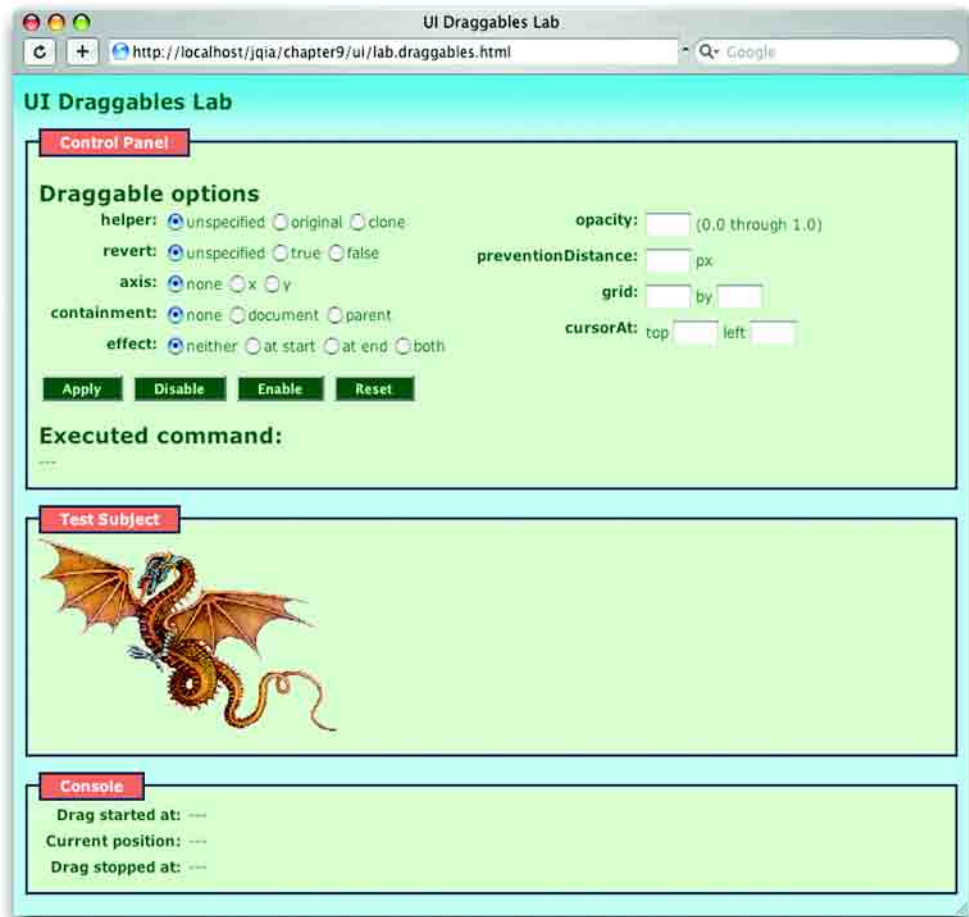 UI Draggables Lab
http://localhost/jqia/chapter9/ui/lab.draggables.html
Google
UI Draggables Lab
Control Panel
Draggable options
helper: unspecified original clone
revert: unspecified true false
axis: none x y
containment: none document parent
effect: neither at start at end both
opacity: (0.0 through 1.0)
preventionDistance: px
grid: by
cursorAt: top left
Apply Disable Enable Reset
Executed command:
---
Test Subject
Console
Drag started at: ---
Current position: ---
Drag stopped at: ---